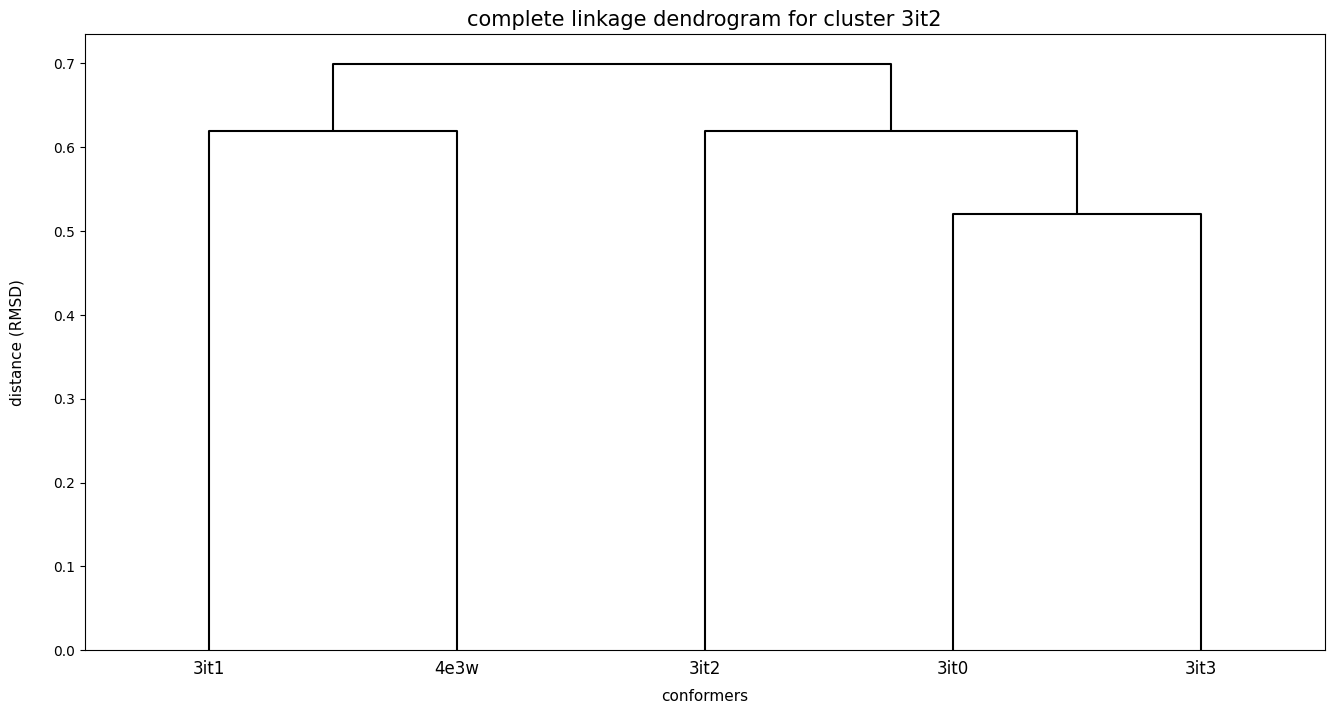 complete linkage dendrogram for cluster 3it2
0.7
0.6
0.5
0.4
0.3
0.2
0.1
0.0
distance (RMSD)
3it1 4e3w 3it2 3it0 3it3
conformers